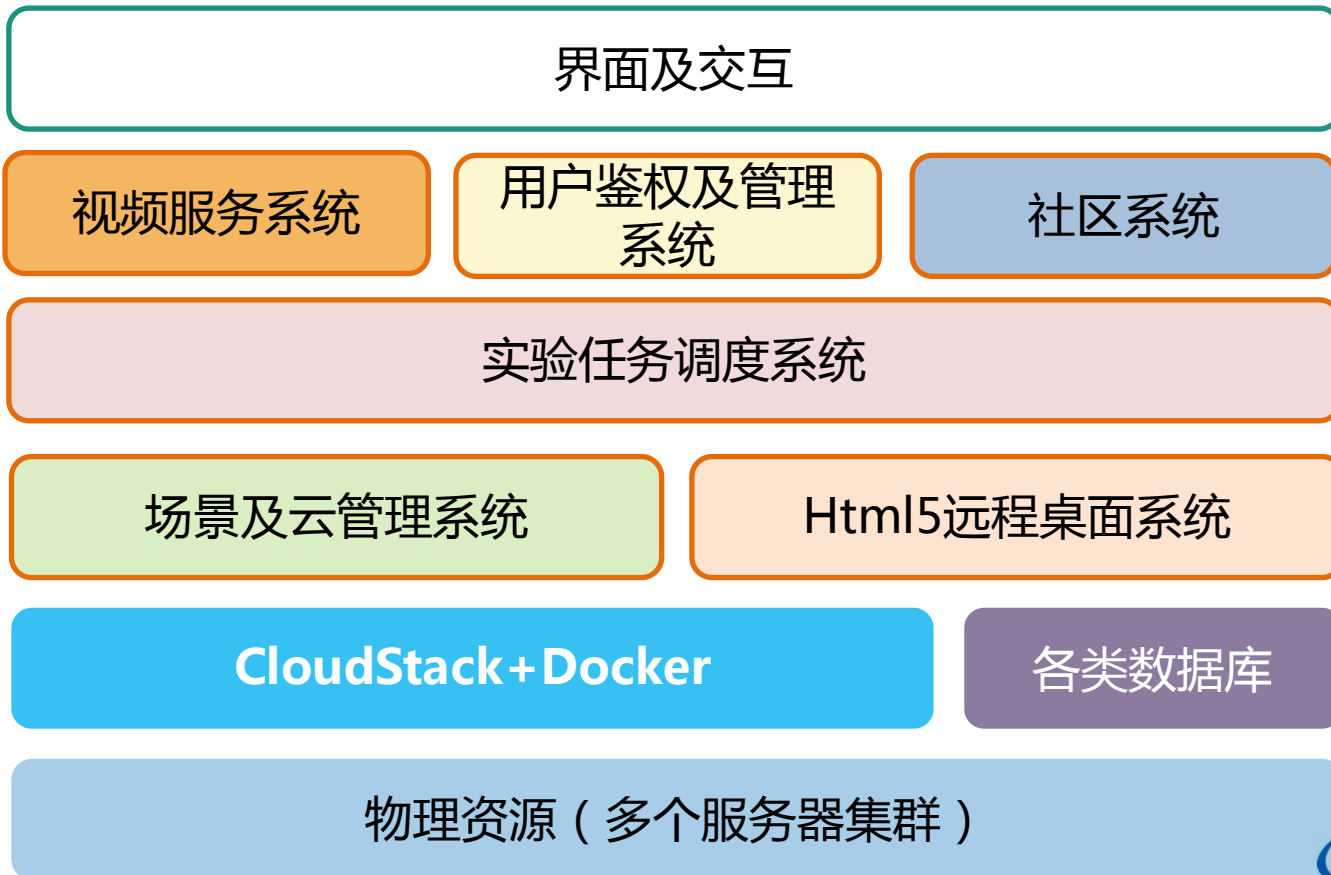 界面及交互
视频服务系统
用户鉴权及管理
系统
社区系统
实验任务调度系统
场景及云管理系统
Html5远程桌面系统
CloudStack+Docker
各类数据库
物理资源（多个服务器集群）